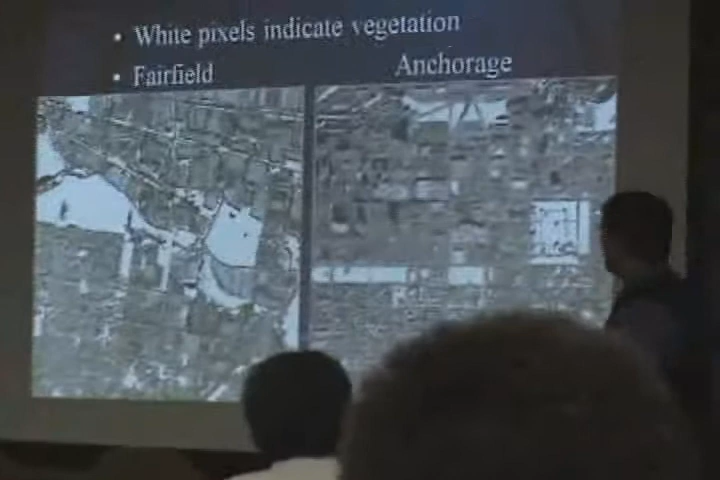 • White pixels indicate vegetation
• Fairfield Anchorage